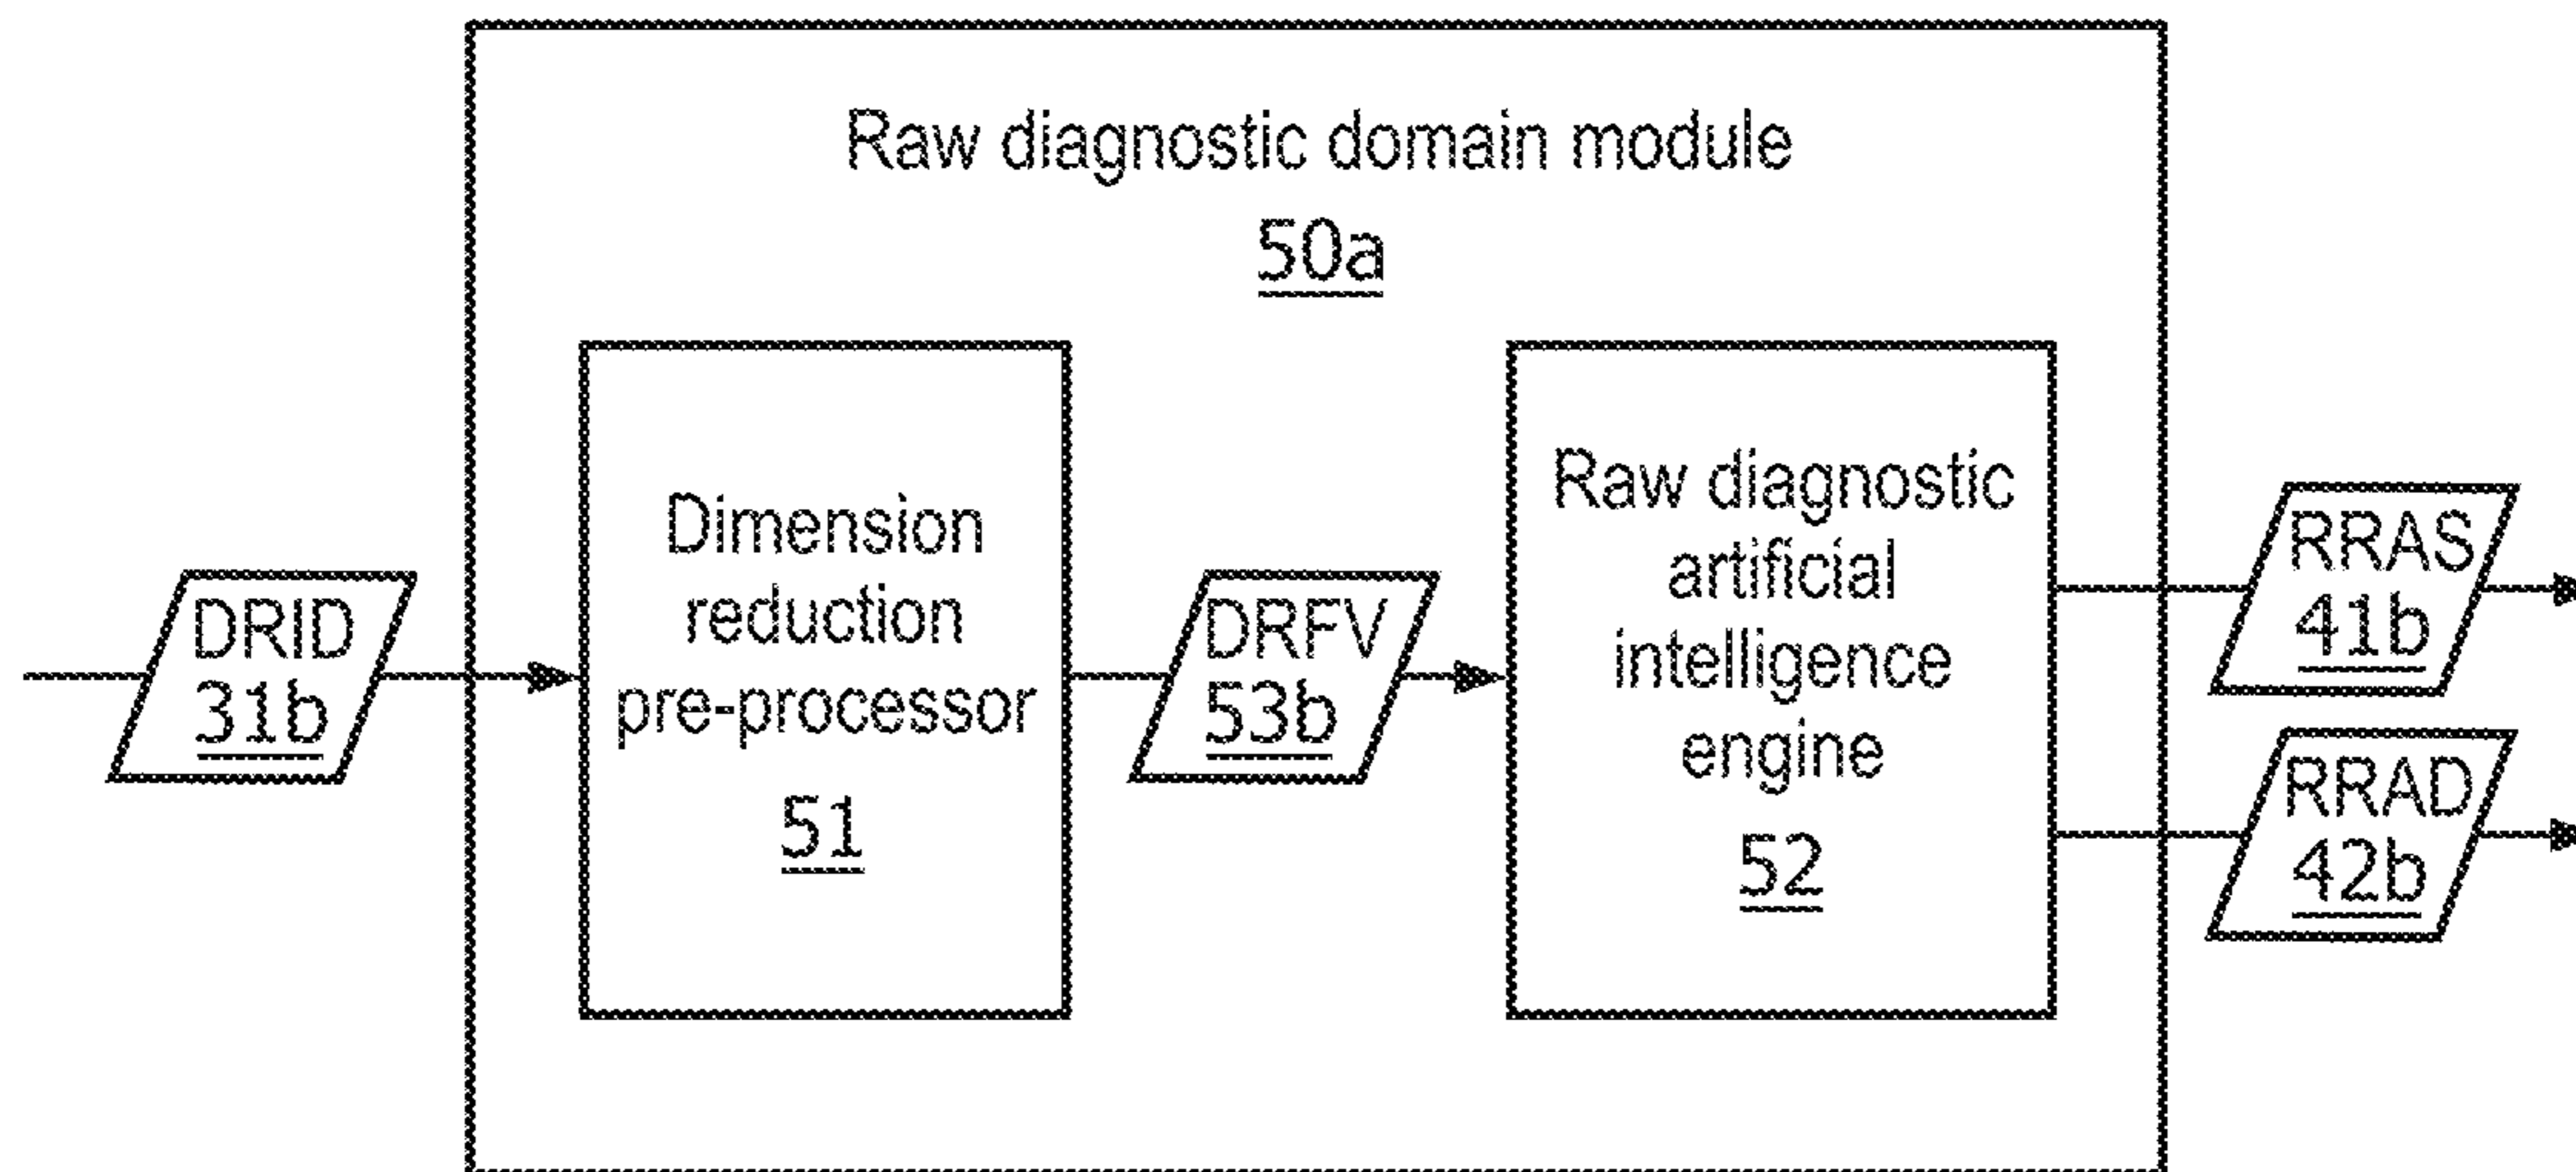 Raw diagnostic domain module
50a
DRID
31b
Dimension
reduction
pre-processor
51
DRFV
53b
Raw diagnostic
artificial
intelligence
engine
52
RRAS
41b
RRAD
42b